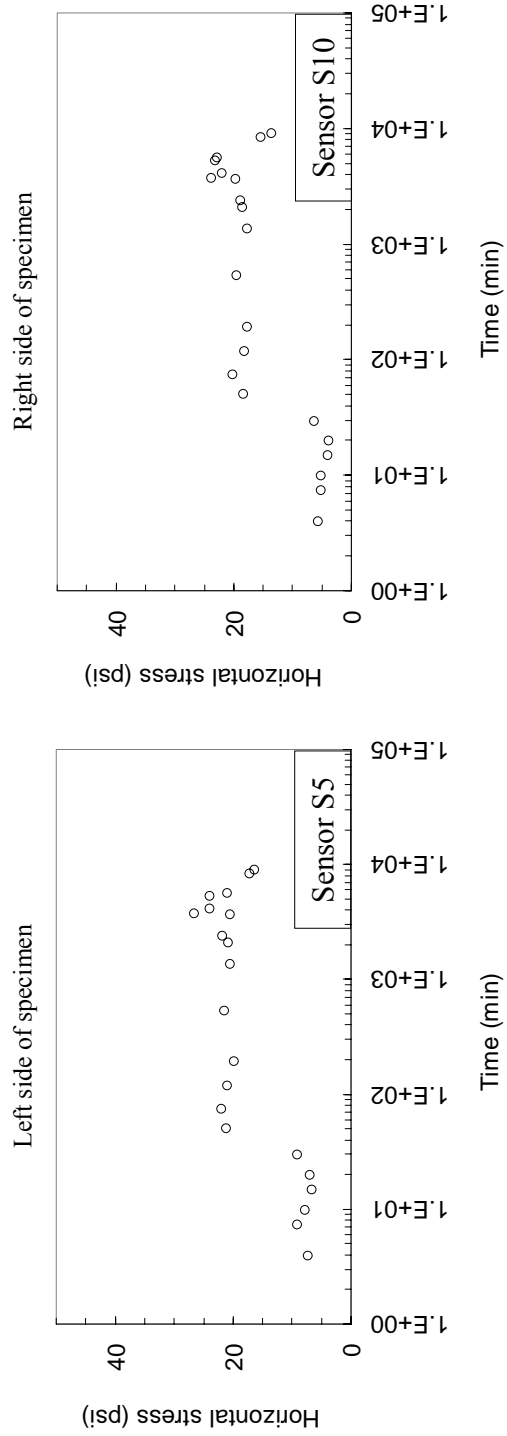 Left side of specimen
Horizontal stress (psi)
40
20
0
1.E+00
1.E+01
1.E+02
1.E+03
1.E+04
1.E+05
Time (min)
Sensor S5
Right side of specimen
Horizontal stress (psi)
40
20
0
1.E+00
1.E+01
1.E+02
1.E+03
1.E+04
1.E+05
Time (min)
Sensor S10